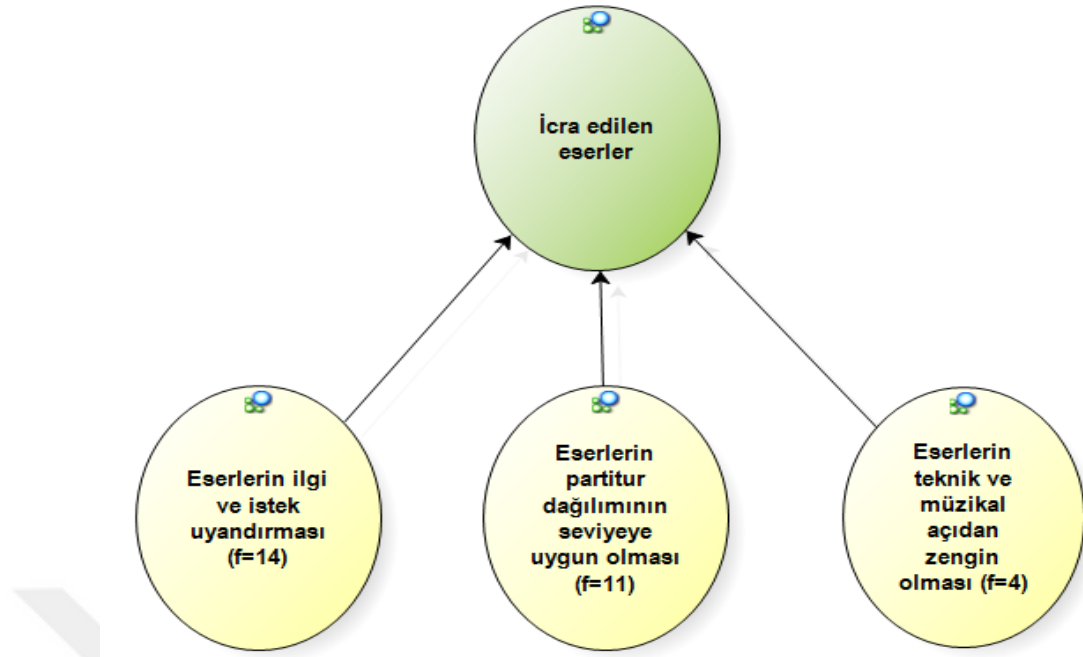 İcra edilen
eserler
Eserlerin ilgi
ve istek
uyandırması
(f=14)
Eserlerin
partitur
dağılımının
seviyeye
uygun olması
(f=11)
Eserlerin
teknik ve
müzikal
açıdan
zengin
olması (f=4)